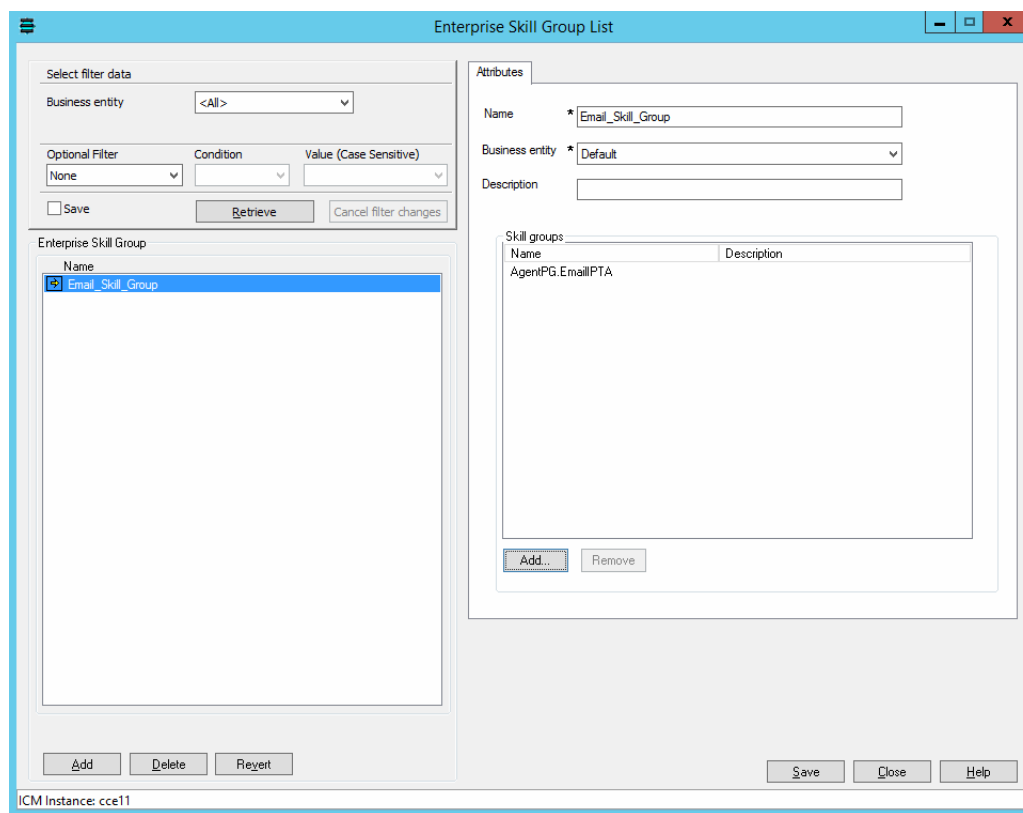 Enterprise Skill Group List
Select filter data
Business entity <All>
Optional Filter Condition Value (Case Sensitive)
None
Save Retrieve Cancel filter changes
Enterprise Skill Group
Name
Email_Skill_Group
Add Delete Revert
Attributes
Name * Email_Skill_Group
Business entity * Default
Description
Skill groups
Name Description
AgentPG.EmailIPTA
Add... Remove
Save Close Help
ICM Instance: cce11